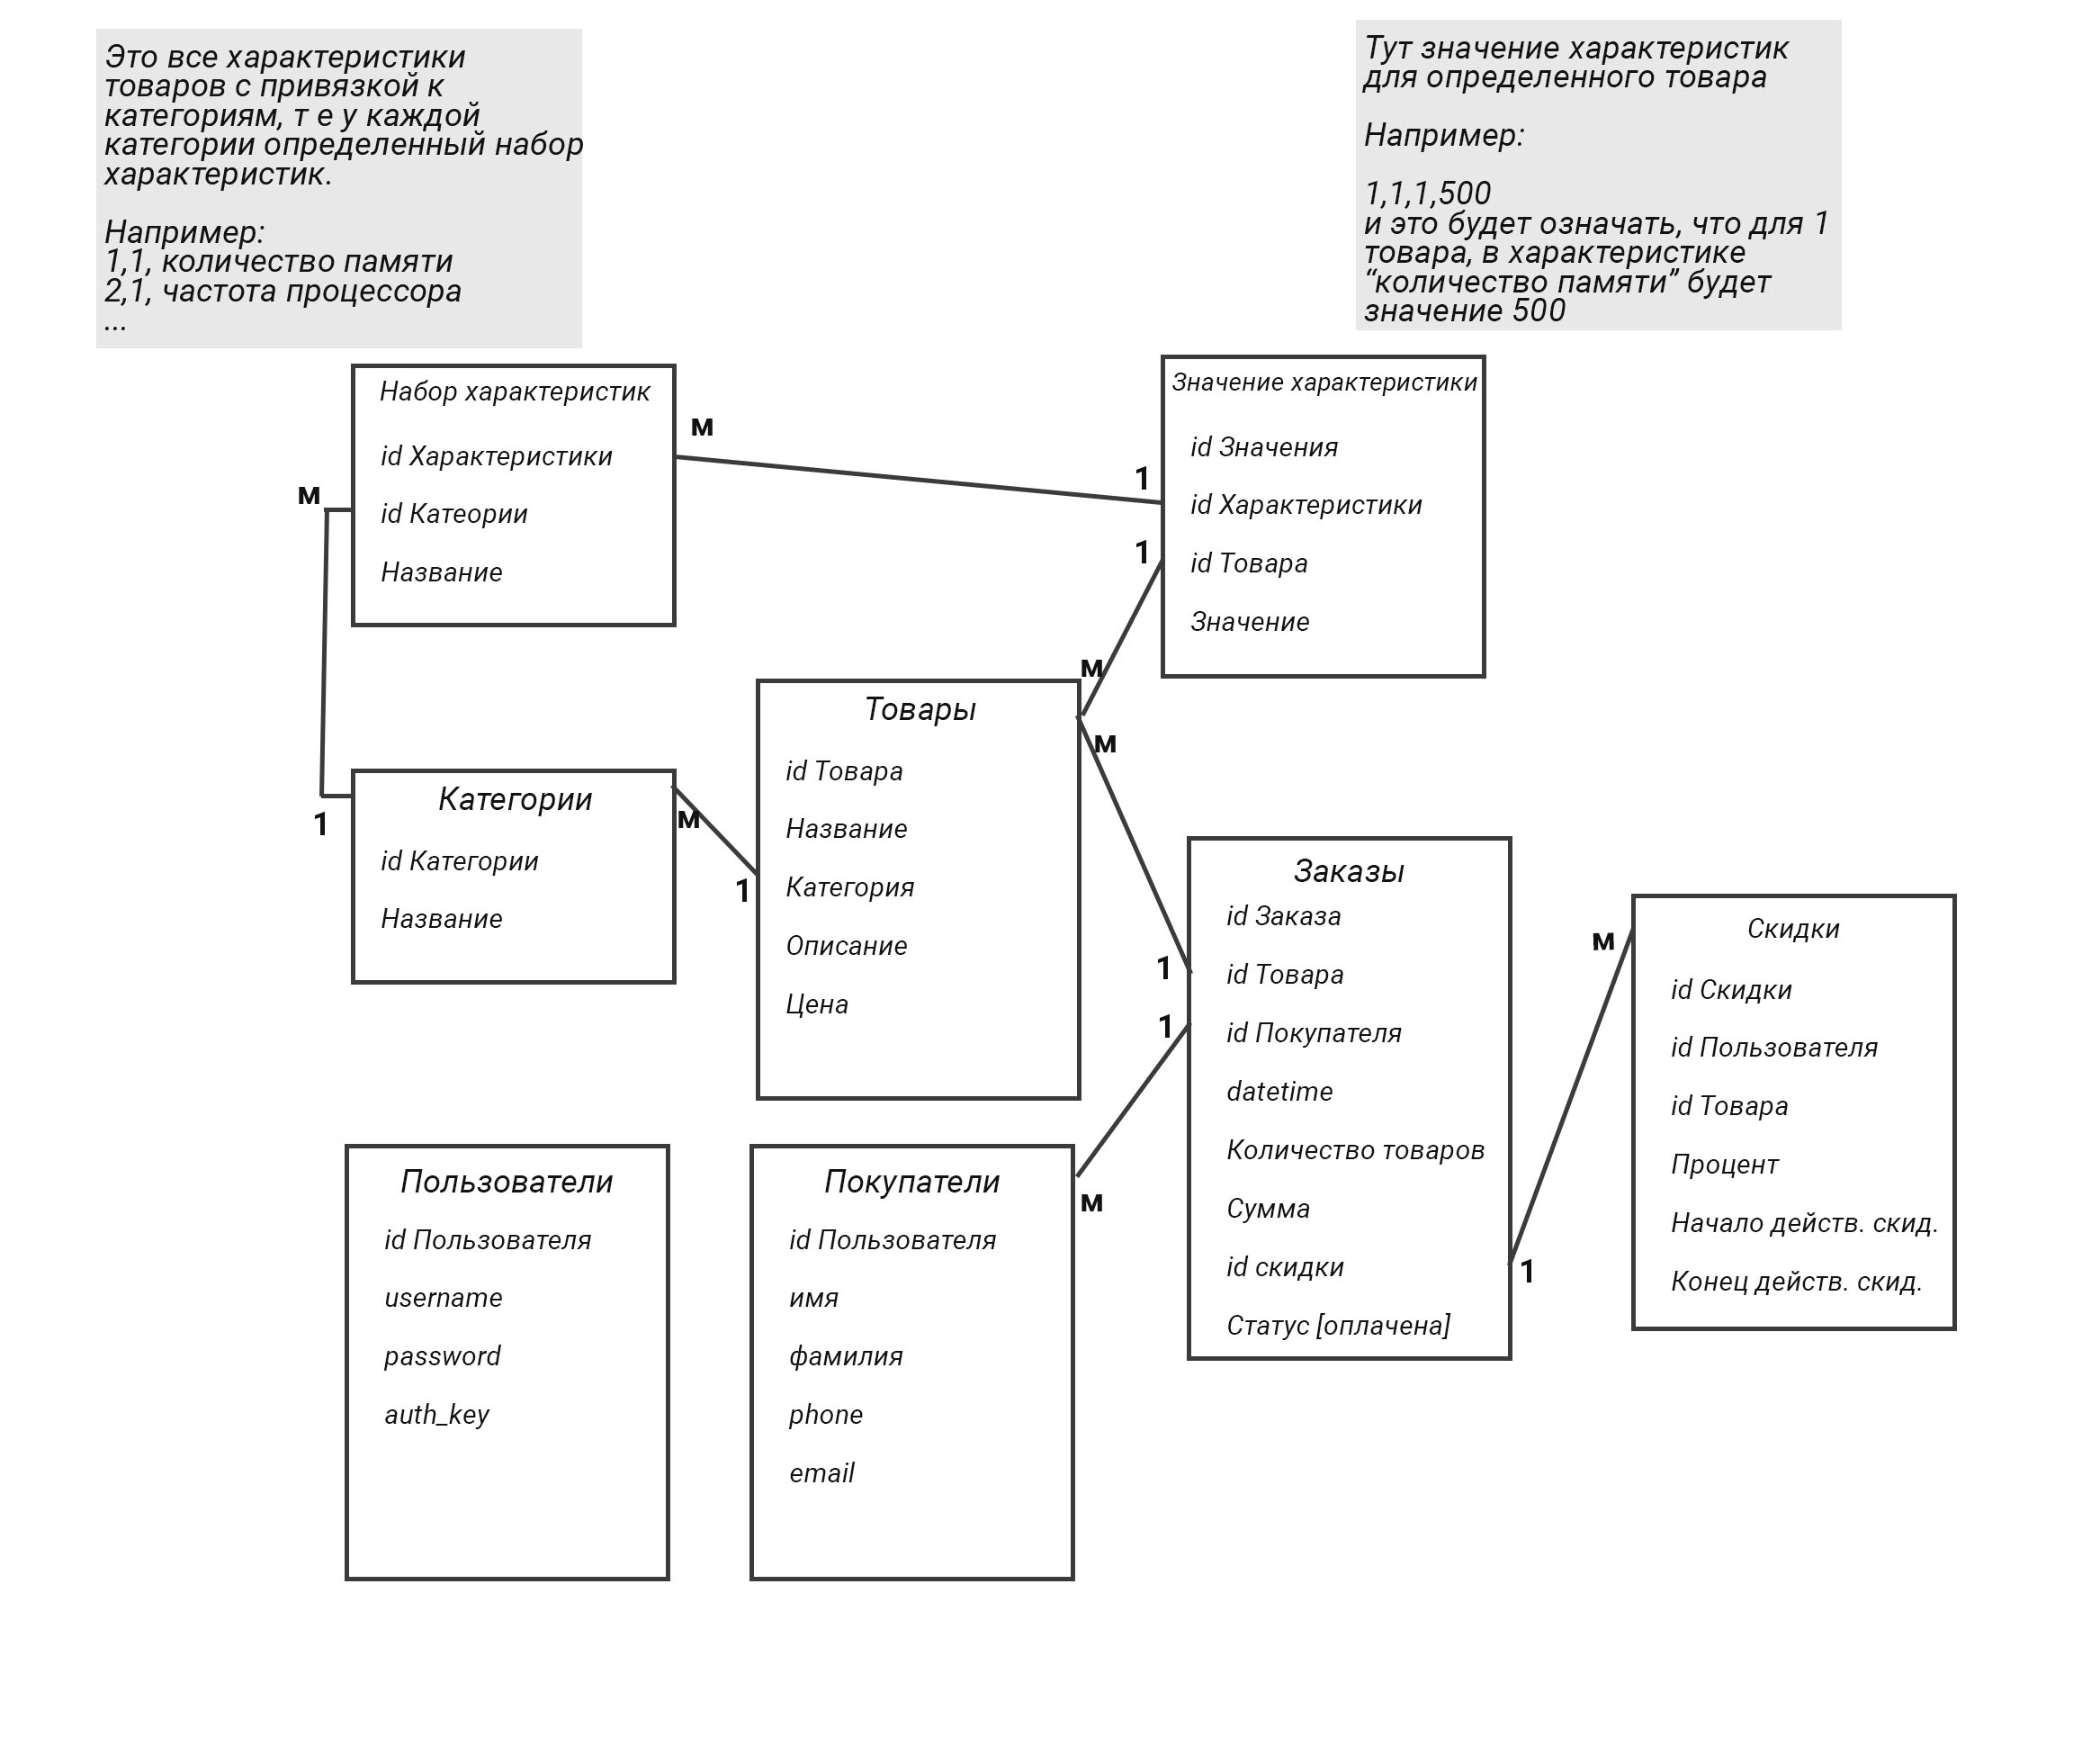 Это все характеристики
товаров с привязкой к
категориям, т е у каждой
категории определенный набор
характеристик.
Например:
1,1, количество памяти
2,1, частота процессора
...
Тут значение характеристик
для определенного товара
Например:
1,1,1,500
и это будет означать, что для 1
товара, в характеристике
“количество памяти” будет
значение 500
Набор характеристик
id Характеристики
id Катеории
Название
м
1
м
1
Значение характеристики
id Значения
id Характеристики
id Товара
Значение
1
м
Категории
id Категории
Название
м
1
Товары
id Товара
Название
Категория
Описание
Цена
м
1
Заказы
id Заказа
id Товара
id Покупателя
datetime
Количество товаров
Сумма
id скидки
Статус [оплачена]
1
м
м
1
Скидки
id Скидки
id Пользователя
id Товара
Процент
Начало действ. скид.
Конец действ. скид.
Пользователи
id Пользователя
username
password
auth_key
Покупатели
id Пользователя
имя
фамилия
phone
email